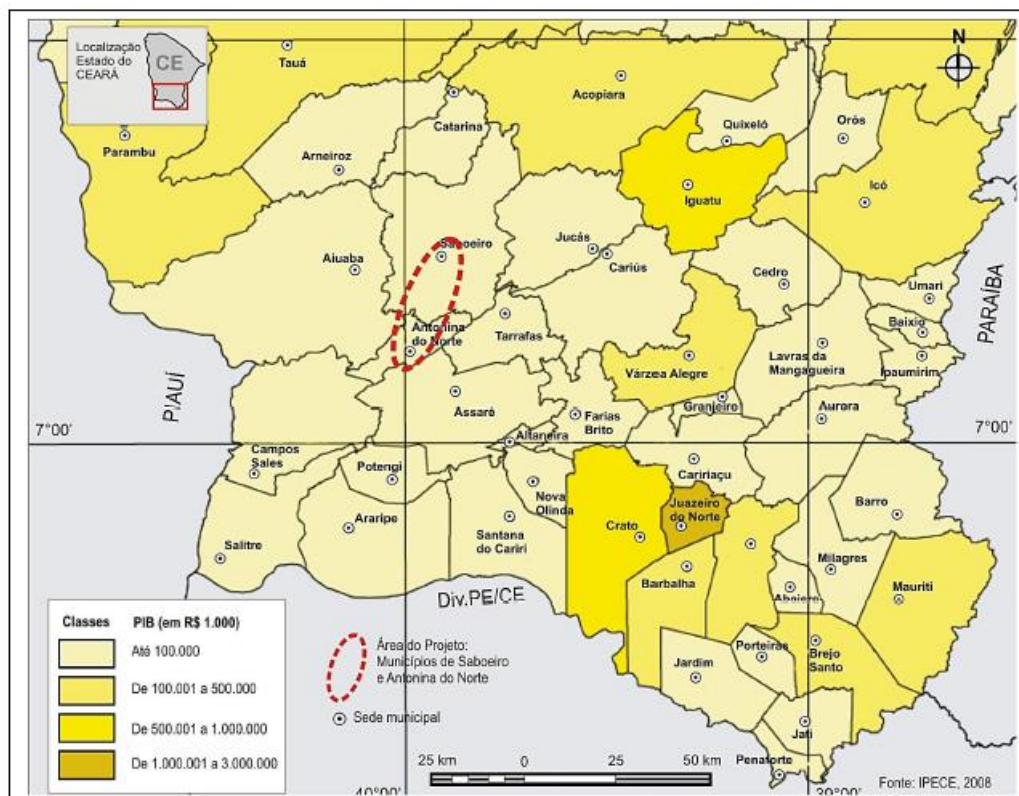 Localização
Estado do
CEARÁ
CE
N
Tauá
Acopiara
Parambu
Catarina
Quixeló
Orós
Arneiroz
Iguatu
Icó
Saboeiro
Jucás
Cariús
Aiuaba
Cedro
Umari
PARAÍBA
Baixio
Antonina
do Norte
Tarrafas
Lavras da
Mangagueira
Ipaumirim
Várzea Alegre
PIAUÍ
Assaré
Farias
Brito
Granjeiro
Aurora
7°00'
7°00'
Altaneira
Campos
Sales
Potengi
Caririaçu
Nova
Olinda
Juazeiro
do Norte
Barro
Araripe
Santana
do Cariri
Crato
Salitre
Milagres
Barbalha
Mauriti
Div.PE/CE
Porteiras
Brejo
Santo
Jardim
Jati
Penaforte
Classes
PIB (em R$ 1.000)
Até 100.000
De 100.001 a 500.000
De 500.001 a 1.000.000
De 1.000.001 a 3.000.000
Área do Projeto:
Municípios de Saboeiro
e Antonina do Norte
Sede municipal
25 km
0
25
50 km
Fonte: IPECE, 2008
40°00'
39°00'